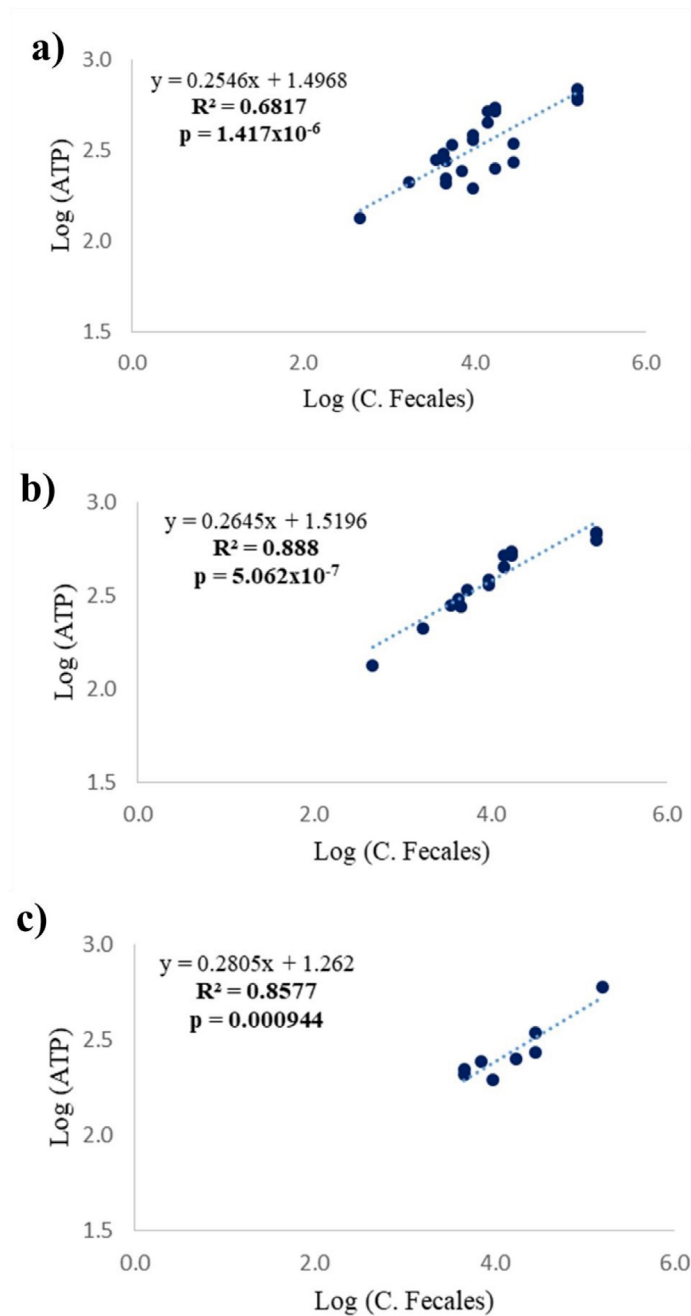 a)
y = 0.2546x + 1.4968
R² = 0.6817
p = 1.417x10⁻⁶
3.0
2.5
2.0
1.5
Log (ATP)
0.0 2.0 4.0 6.0
Log (C. Fecales)
b)
y = 0.2645x + 1.5196
R² = 0.888
p = 5.062x10⁻⁷
3.0
2.5
2.0
1.5
Log (ATP)
0.0 2.0 4.0 6.0
Log (C. Fecales)
c)
y = 0.2805x + 1.262
R² = 0.8577
p = 0.000944
3.0
2.5
2.0
1.5
Log (ATP)
0.0 2.0 4.0 6.0
Log (C. Fecales)